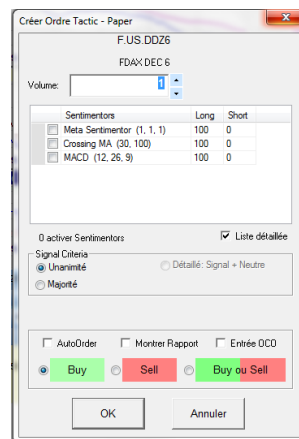 Créer Ordre Tactic - Paper
F.US.DDZ6
FDAX DEC 6
Volume: 1
Sentimentors Long Short
Meta Sentimentor (1, 1, 1) 100 0
Crossing MA (30, 100) 100 0
MACD (12, 26, 9) 100 0
0 activer Sentimentors Liste détaillée
Signal Criteria
Unanimité Détaillé: Signal + Neutre
Majorité
AutoOrder Montrer Rapport Entrée OCO
Buy Sell Buy ou Sell
OK Annuler